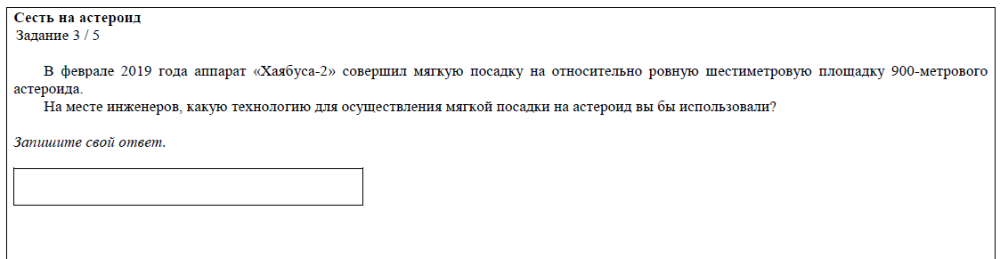 Сесть на астероид
Задание 3 / 5
В феврале 2019 года аппарат «Хаябуса-2» совершил мягкую посадку на относительно ровную шестиметровую площадку 900-метрового
астероида.
На месте инженеров, какую технологию для осуществления мягкой посадки на астероид вы бы использовали?
Запишите свой ответ.